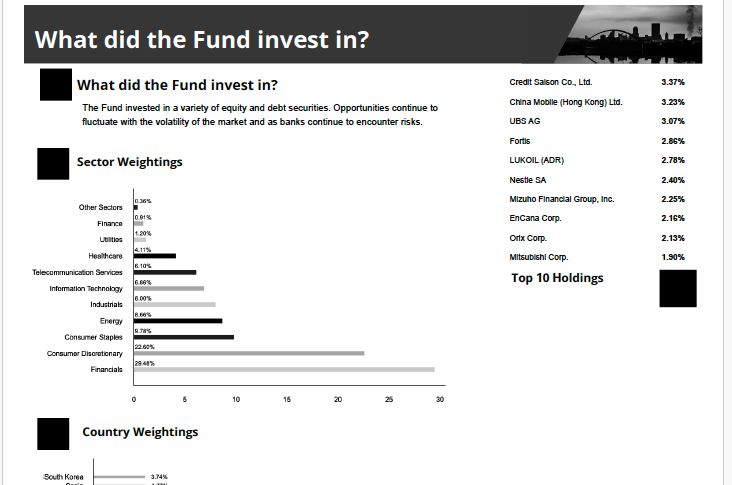 What did the Fund invest in?
What did the Fund invest in?
The Fund invested in a variety of equity and debt securities. Opportunities continue to
fluctuate with the volatility of the market and as banks continue to encounter risks.
Sector Weightings
Other Sectors 0.36%
Finance 0.91%
Utilities 1.20%
Healthcare 4.11%
Telecommunication Services 6.10%
Information Technology 6.86%
Industrials 8.00%
Energy 8.66%
Consumer Staples 9.78%
Consumer Discretionary 22.60%
Financials 29.48%
0 5 10 15 20 25 30
Country Weightings
South Korea 3.74%
Credit Saison Co., Ltd. 3.37%
China Mobile (Hong Kong) Ltd. 3.23%
UBS AG 3.07%
Fortis 2.86%
LUKOIL (ADR) 2.78%
Nestle SA 2.40%
Mizuho Financial Group, Inc. 2.25%
EnCana Corp. 2.16%
Orix Corp. 2.13%
Mitsubishi Corp. 1.90%
Top 10 Holdings